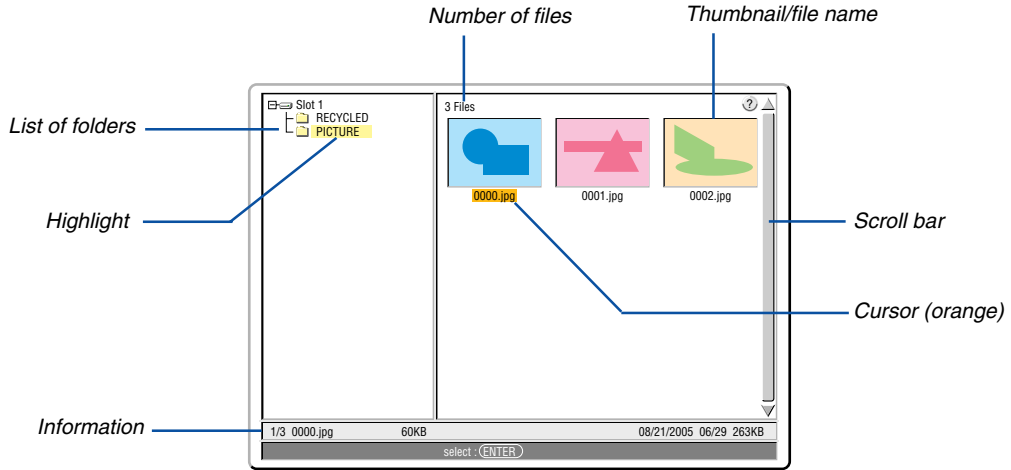 Number of files
Thumbnail/file name
Slot 1
RECYCLED
PICTURE
3 Files
?
List of folders
0000.jpg
0001.jpg
0002.jpg
Highlight
Scroll bar
Cursor (orange)
Information
1/3 0000.jpg 60KB 08/21/2005 06/29 263KB
select : ENTER